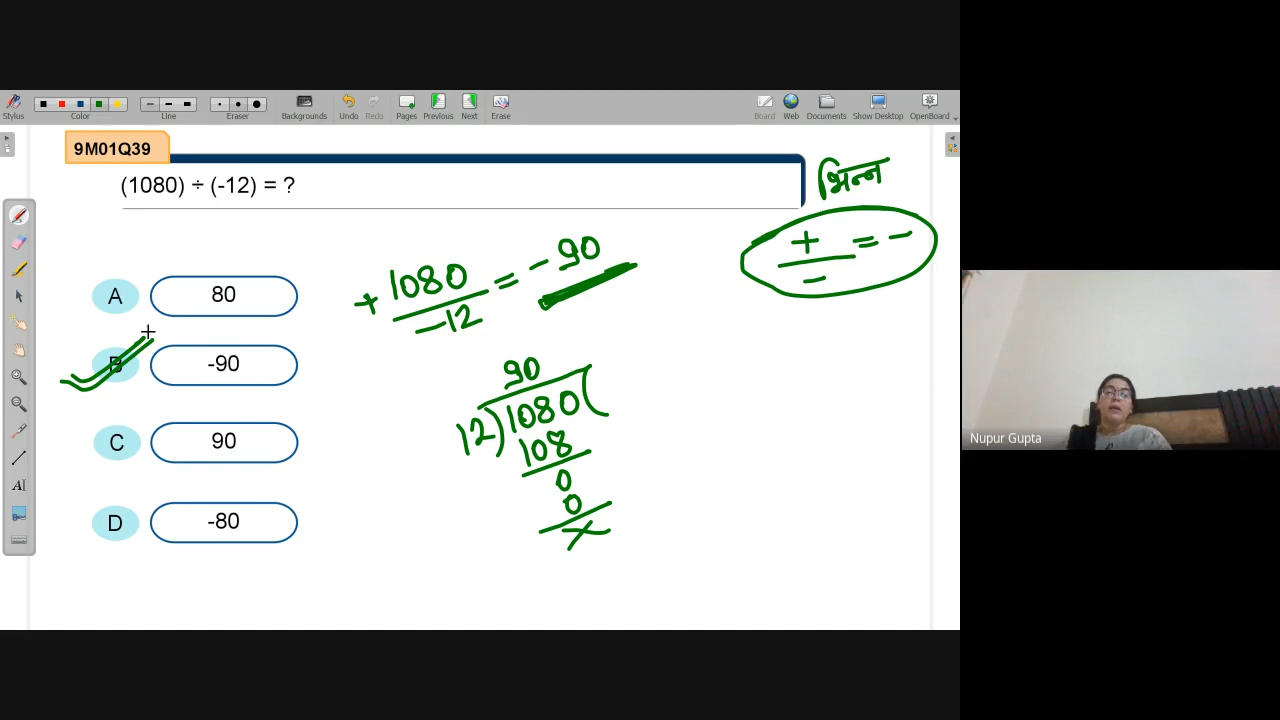 Stylus
Color
Line
Eraser
Backgrounds
Undo
Redo
Pages
Previous
Next
Erase
Board
Web
Documents
Show Desktop
OpenBoard
9M01Q39
(1080) ÷ (-12) = ?
भिन्न
+/- = -
+1080/-12 = -90
A 80
B -90
C 90
D -80
90
12)1080(
108
0
0
x
Nupur Gupta